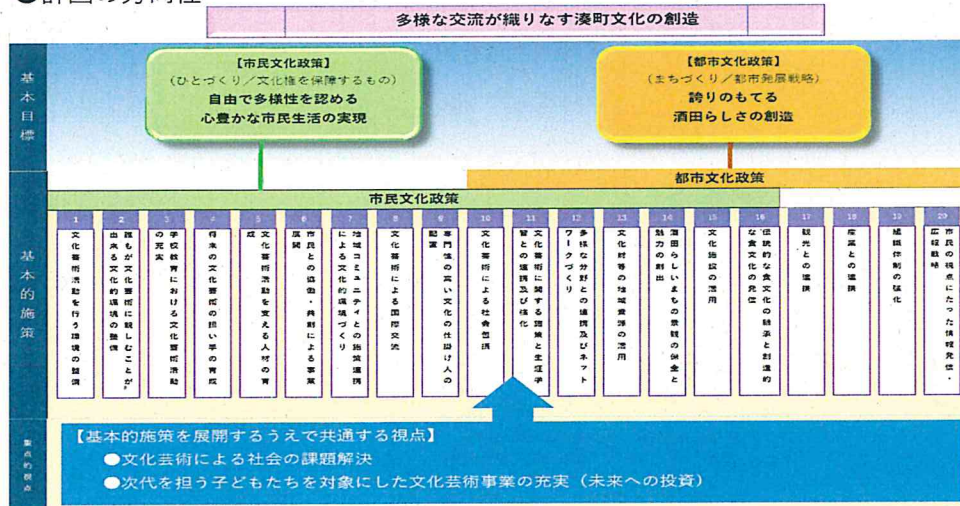 ●計画の方向性
多様な交流が織りなす湊町文化の創造
基本目標
【市民文化政策】
(ひとづくり/文化権を保障するもの)
自由で多様性を認める
心豊かな市民生活の実現
【都市文化政策】
(まちづくり/都市発展戦略)
誇りのもてる
酒田らしさの創造
都市文化政策
市民文化政策
基本的施策
1
文化芸術活動を行う環境の整備
2
誰もが文化芸術に親しむことが
出来る文化的環境の整備
3
学校教育における文化芸術活動
の充実
4
将来の文化芸術の担い手の育成
5
文化芸術活動を支える人材の育
成
6
市民との協働・共創による事業
展開
7
地域コミュニティとの施策連携
による文化的環境づくり
8
文化芸術による国際交流
9
専門性の高い文化の仕掛け人の
配置
10
文化芸術による社会包摂
11
文化芸術に関する諸施策と生涯学
習との連携及び強化
12
多様な分野との連携及びネット
ワークづくり
13
文化財等の地域資源の活用
14
酒田らしいまちの景観の保全と
魅力の創出
15
文化施設の活用
16
伝統的な食文化の継承と創造的
な食文化の発信
17
観光との連携
18
産業との連携
19
組織体制の強化
20
市民の視点にたった情報発信・
広報戦略
重点的視点
【基本的施策を展開するうえで共通する視点】
●文化芸術による社会の課題解決
●次代を担う子どもたちを対象にした文化芸術事業の充実(未来への投資)